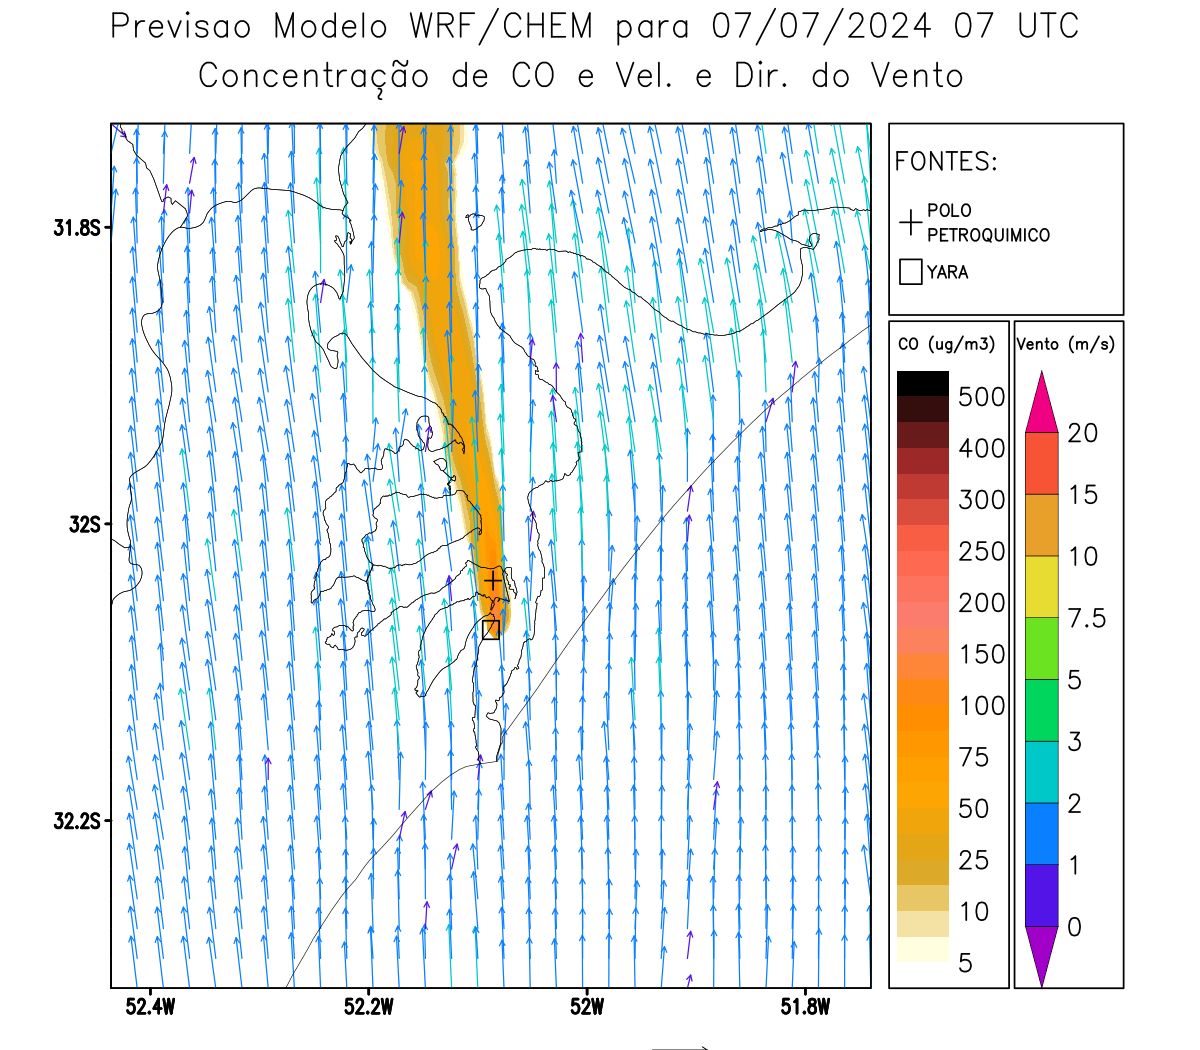 Previsao Modelo WRF/CHEM para 07/07/2024 07 UTC
Concentração de CO e Vel. e Dir. do Vento
FONTES:
POLO
PETROQUIMICO
YARA
CO (ug/m3)
500
400
300
250
200
150
100
75
50
25
10
5
Vento (m/s)
20
15
10
7.5
5
3
2
1
0
31.8S
32S
32.2S
52.4W
52.2W
52W
51.8W